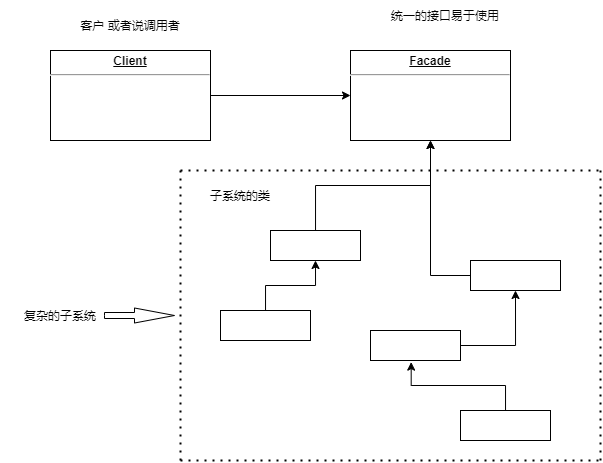 客户 或者说调用者
统一的接口易于使用
Client
Facade
子系统的类
复杂的子系统